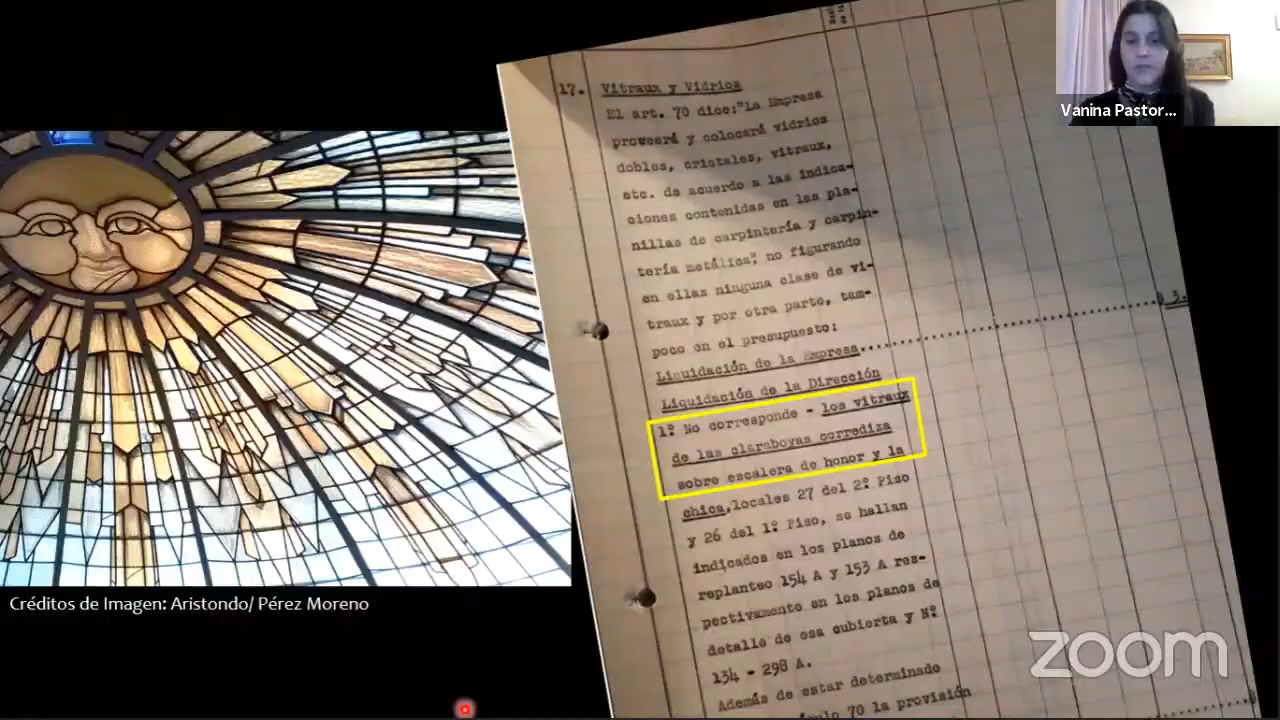 17. Vitraux y Vidrios
El art. 70 dice:"La Empresa
proveerá y colocará vidrios
dobles, cristales, vitraux,
etc. de acuerdo a las indica-
ciones contenidas en las pla-
nillas de carpintería y carpin-
tería metálica", no figurando
en ellas ninguna clase de vi-
traux y por otra parte, tam-
poco en el presupuesto:
Liquidación de la Empresa
3.
Liquidación de la Dirección
1º No corresponde - los vitraux
de las claraboyas corrediza
sobre escalera de honor y la
chica, locales 27 del 2º Piso
y 26 del 1º Piso, se hallan
indicados en los planos de
replanteo 154 A y 153 A res-
pectivamente en los planos de
detalle de esa cubierta y Nº
134 - 298 A.
Además de estar determinado
70 la provisión
Vanina Pastor...
Créditos de Imagen: Aristondo/ Pérez Moreno
zoom